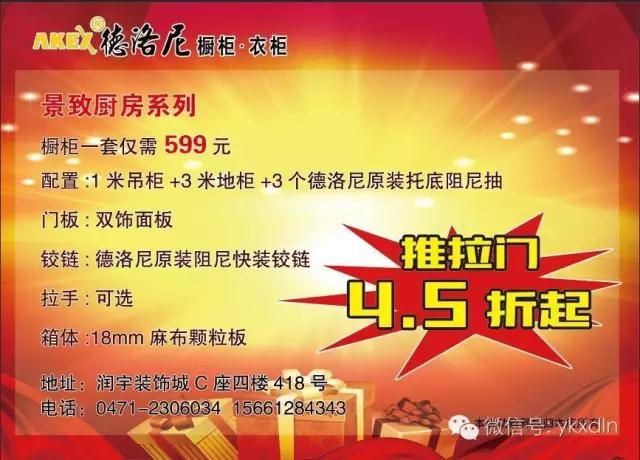 AKEX 德洛尼 橱柜·衣柜
景致厨房系列
橱柜一套仅需 599 元
配置:1 米吊柜 +3 米地柜 +3 个德洛尼原装托底阻尼抽
门板:双饰面板
铰链:德洛尼原装阻尼快装铰链
拉手:可选
箱体:18mm 麻布颗粒板
推拉门
4.5 折起
地址：润宇装饰城 C 座四楼 418 号
电话：0471-2306034 15661284343
微信号: ykxdln